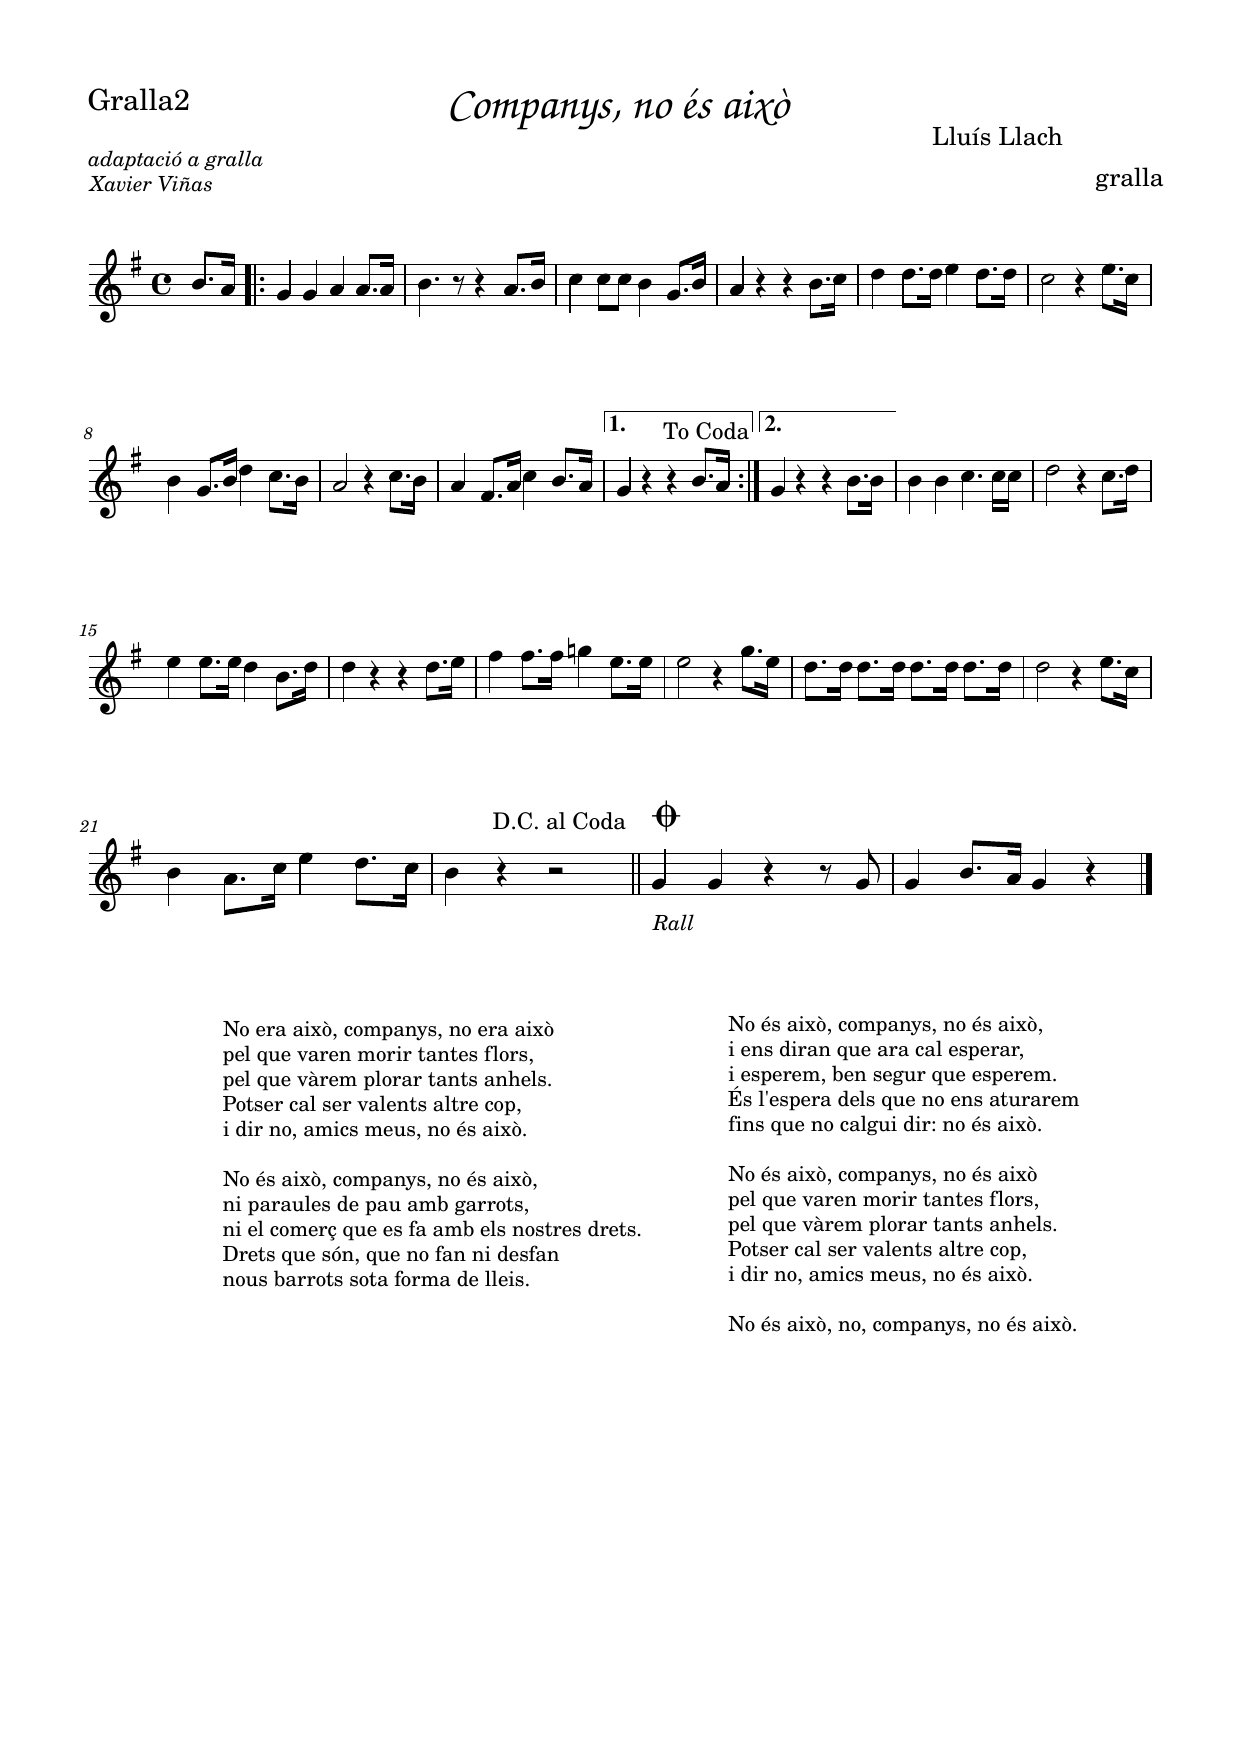 Gralla2
Companys, no és això
Lluís Llach
adaptació a gralla
Xavier Viñas
gralla
8
1.
To Coda
2.
15
21
D.C. al Coda
Rall
No era això, companys, no era això
pel que varen morir tantes flors,
pel que vàrem plorar tants anhels.
Potser cal ser valents altre cop,
i dir no, amics meus, no és això.
No és això, companys, no és això,
ni paraules de pau amb garrots,
ni el comerç que es fa amb els nostres drets.
Drets que són, que no fan ni desfan
nous barrots sota forma de lleis.
No és això, companys, no és això,
i ens diran que ara cal esperar,
i esperem, ben segur que esperem.
És l'espera dels que no ens aturarem
fins que no calgui dir: no és això.
No és això, companys, no és això
pel que varen morir tantes flors,
pel que vàrem plorar tants anhels.
Potser cal ser valents altre cop,
i dir no, amics meus, no és això.
No és això, no, companys, no és això.